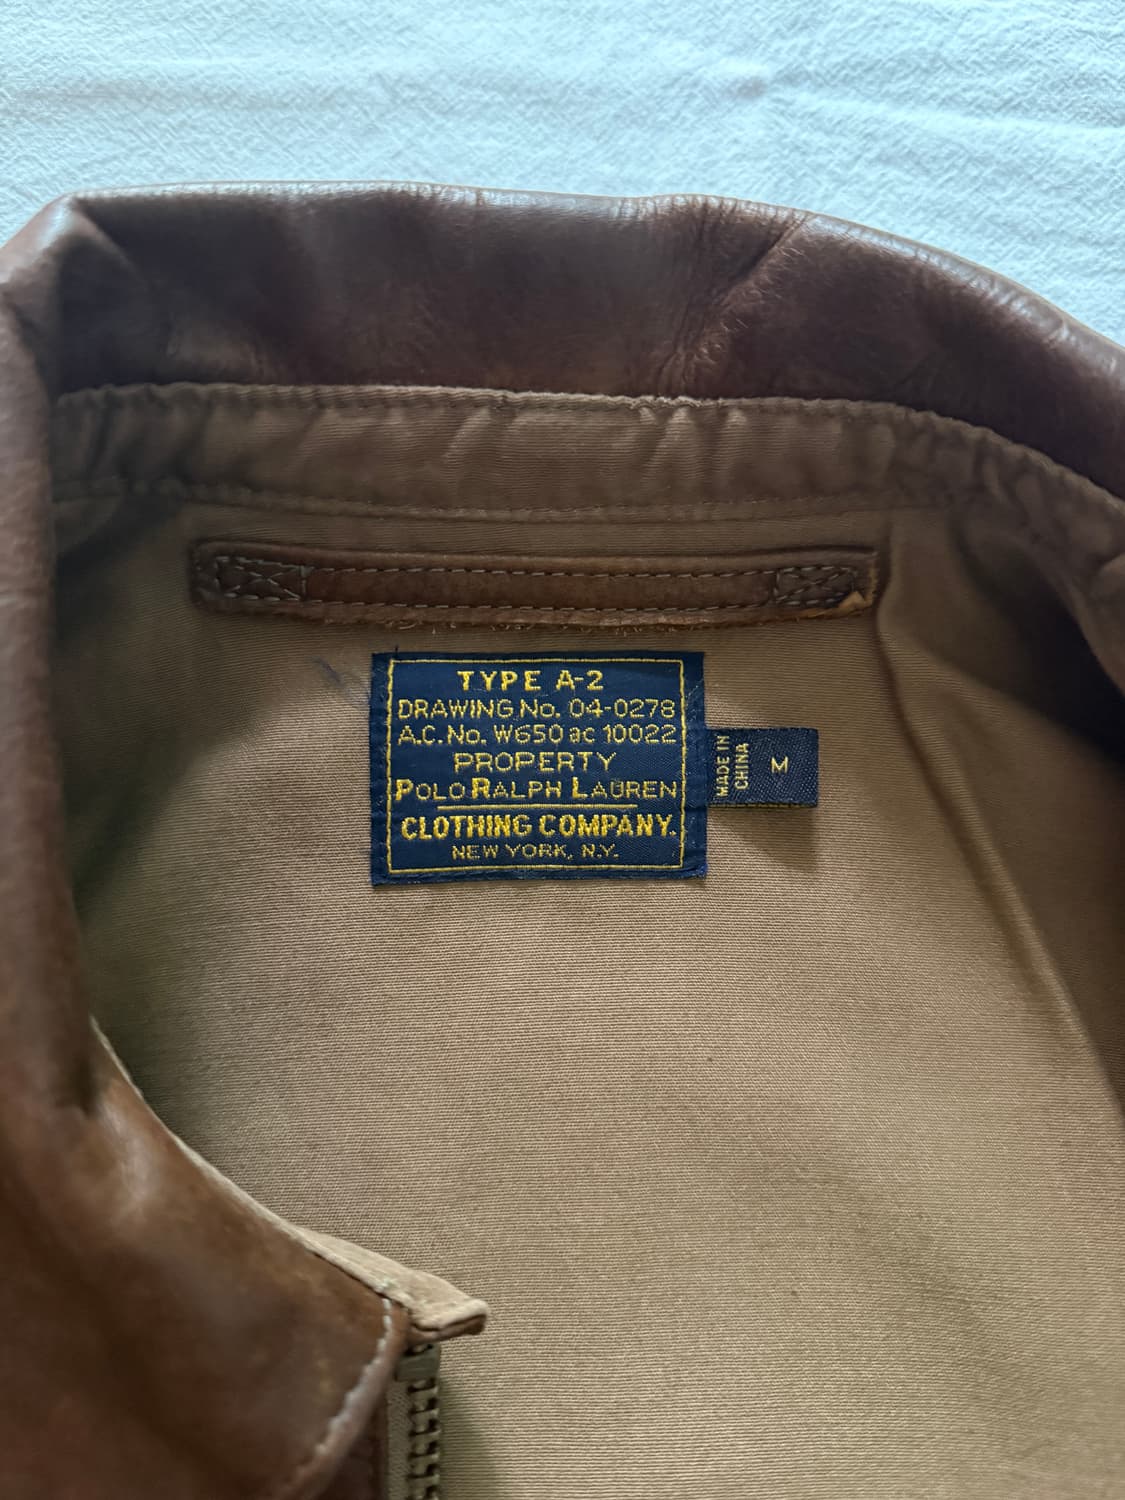 TYPE A-2
DRAWING No. 04-0278
A.C. No. W650 ac 10022
PROPERTY
POLO RALPH LAUREN
CLOTHING COMPANY.
NEW YORK, N.Y.
MADE IN
CHINA
M